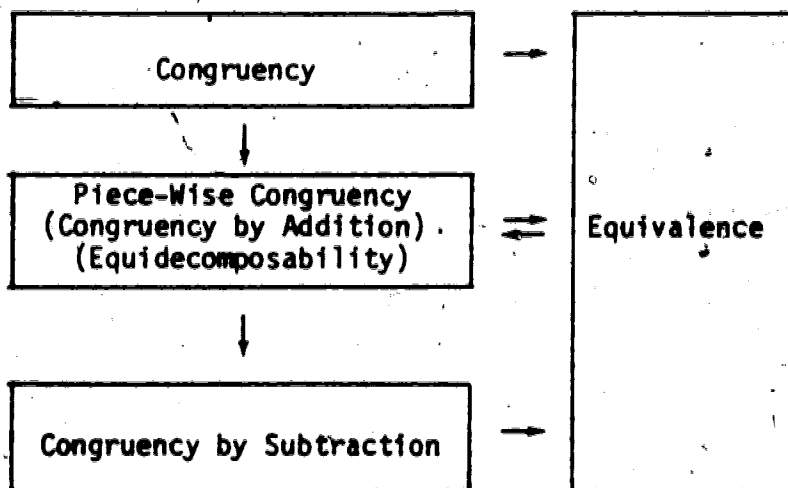 Congruency
Piece-Wise Congruency
(Congruency by Addition)
(Equidecomposability)
Equivalence
Congruency by Subtraction